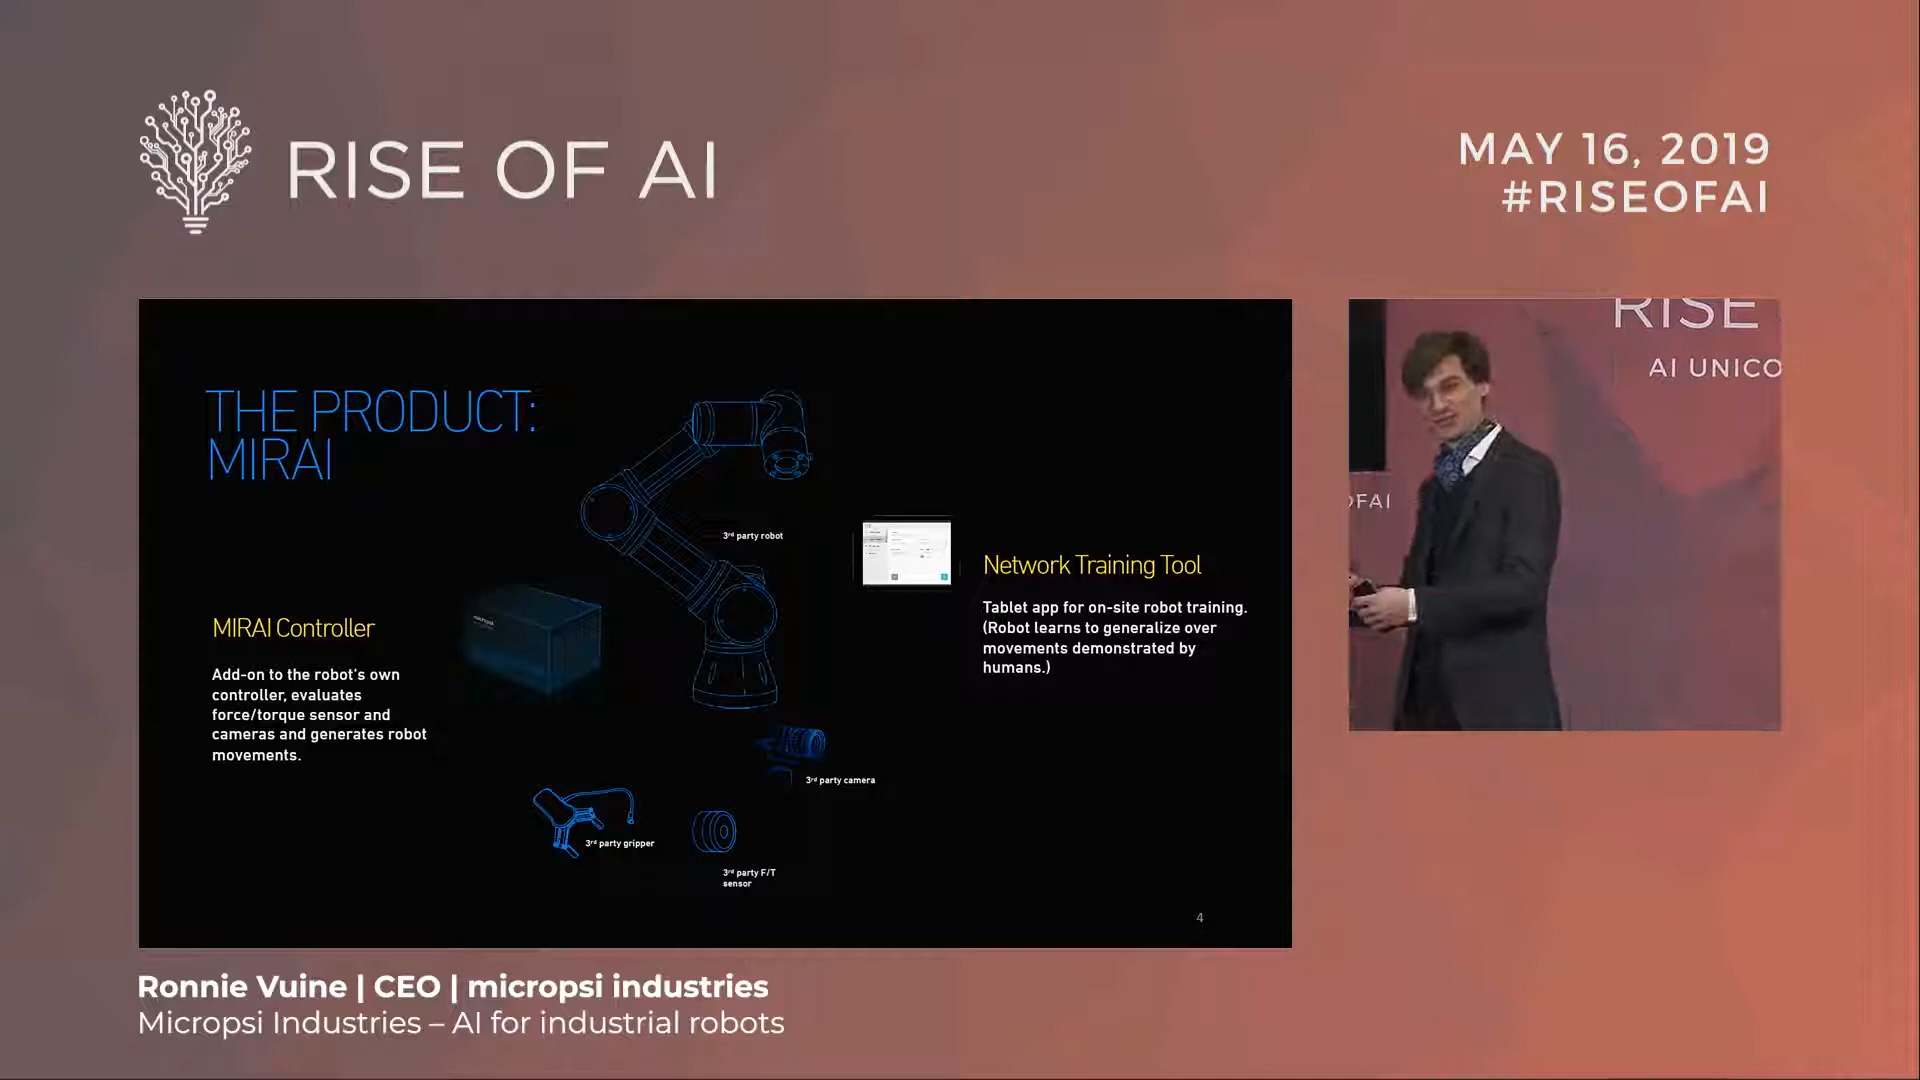 RISE OF AI
MAY 16, 2019
#RISEOFAI
THE PRODUCT:
MIRAI
3rd party robot
Network Training Tool
Tablet app for on-site robot training.
(Robot learns to generalize over
movements demonstrated by
humans.)
MIRAI Controller
Add-on to the robot's own
controller, evaluates
force/torque sensor and
cameras and generates robot
movements.
3rd party camera
3rd party gripper
3rd party F/T
sensor
4
RISE
AI UNICO
OFAI
Ronnie Vuine | CEO | micropsi industries
Micropsi Industries – AI for industrial robots